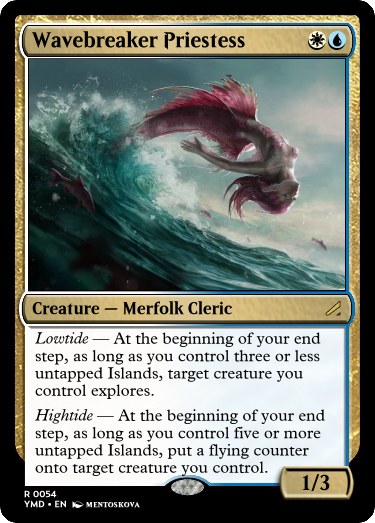 Wavebreaker Priestess
Creature — Merfolk Cleric
Lowtide — At the beginning of your end
step, as long as you control three or less
untapped Islands, target creature you
control explores.
Hightide — At the beginning of your end
step, as long as you control five or more
untapped Islands, put a flying counter
onto target creature you control.
1/3
R 0054
YMD • EN MENTOSKOVA